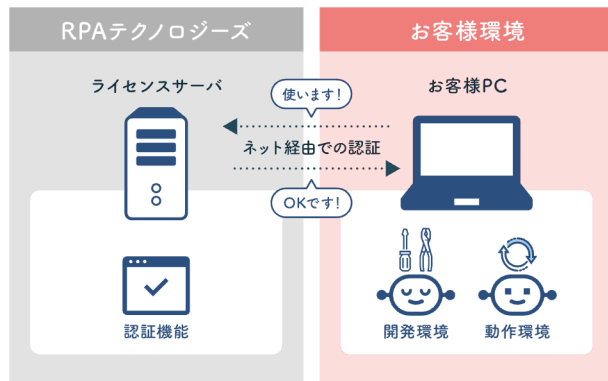 RPAテクノロジーズ
お客様環境
ライセンスサーバ
使います!
お客様PC
ネット経由での認証
OKです!
認証機能
開発環境
動作環境